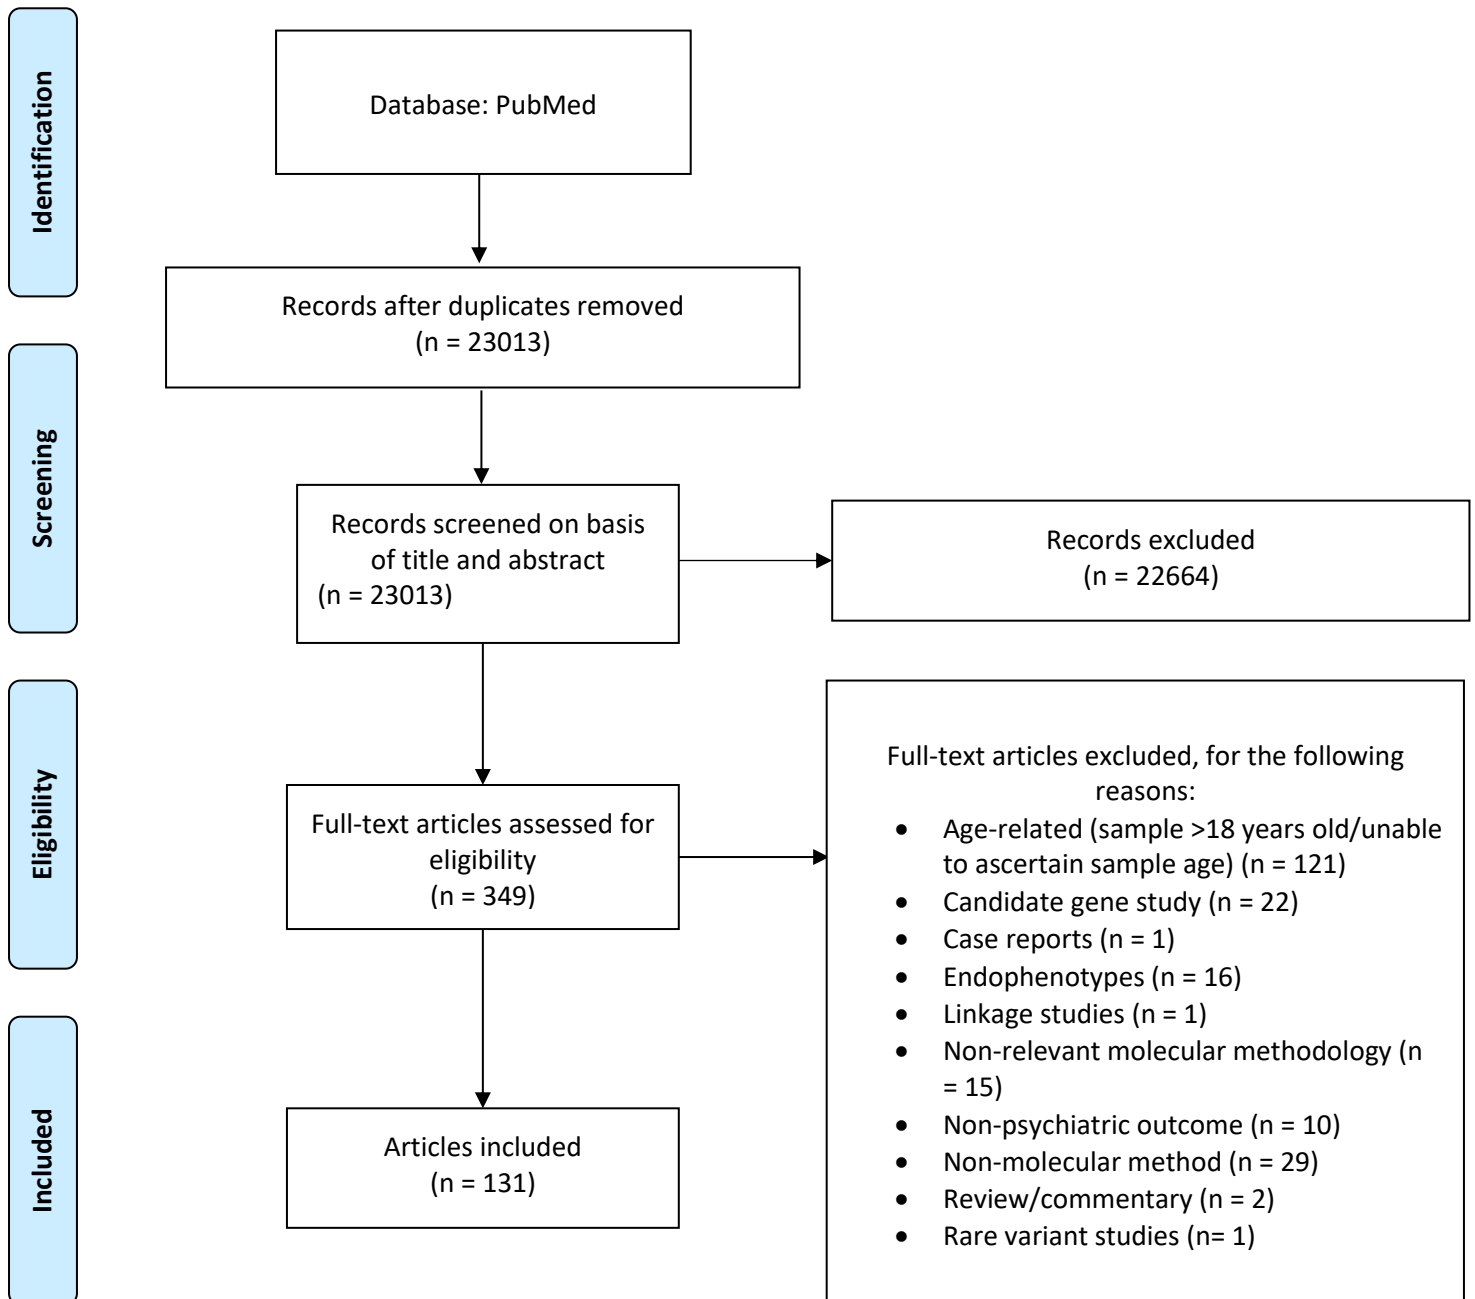 Identification
Database: PubMed
Records after duplicates removed
(n = 23013)
Screening
Records screened on basis
of title and abstract
(n = 23013)
Records excluded
(n = 22664)
Eligibility
Full-text articles assessed for
eligibility
(n = 349)
Full-text articles excluded, for the following
reasons:
• Age-related (sample >18 years old/unable
to ascertain sample age) (n = 121)
• Candidate gene study (n = 22)
• Case reports (n = 1)
• Endophenotypes (n = 16)
• Linkage studies (n = 1)
• Non-relevant molecular methodology (n
= 15)
• Non-psychiatric outcome (n = 10)
• Non-molecular method (n = 29)
• Review/commentary (n = 2)
• Rare variant studies (n= 1)
Included
Articles included
(n = 131)